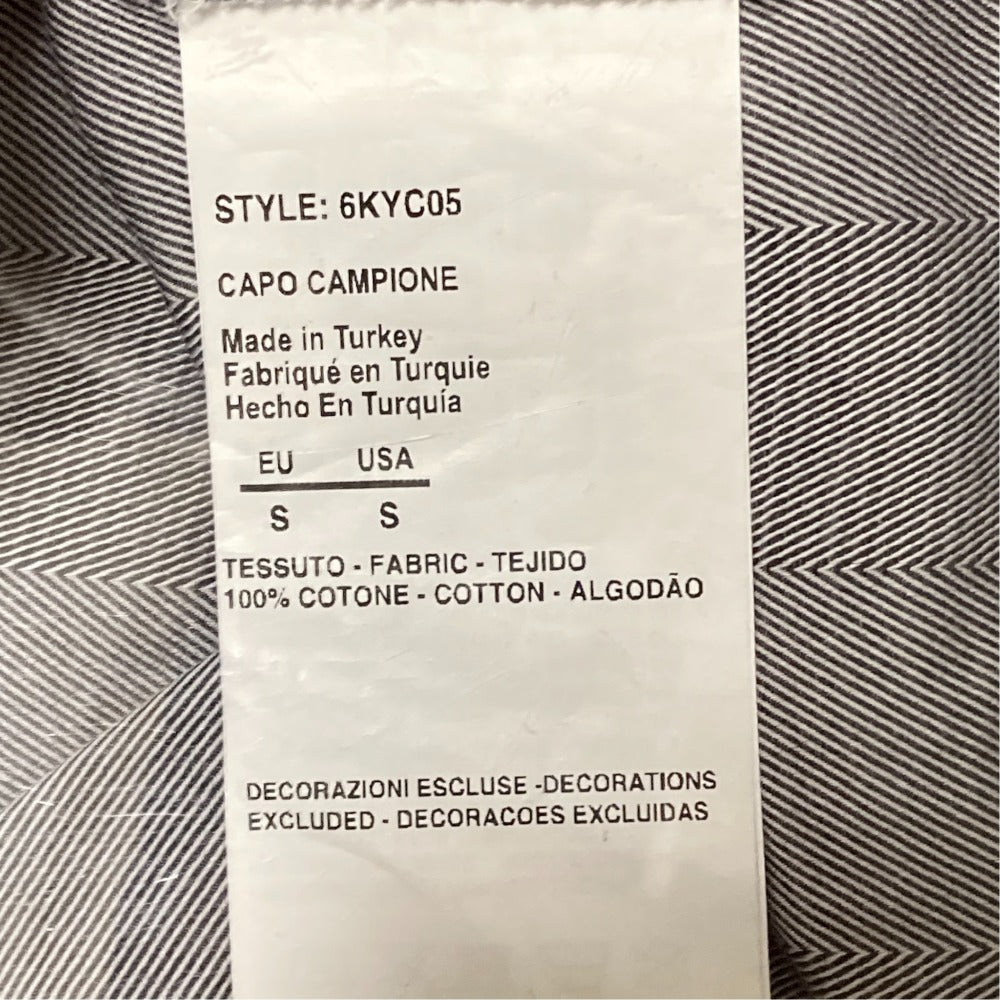 STYLE: 6KYC05
CAPO CAMPIONE
Made in Turkey
Fabriqué en Turquie
Hecho En Turquía
EU USA
S S
TESSUTO - FABRIC - TEJIDO
100% COTONE - COTTON - ALGODÃO
DECORAZIONI ESCLUSE -DECORATIONS
EXCLUDED - DECORACOES EXCLUIDAS